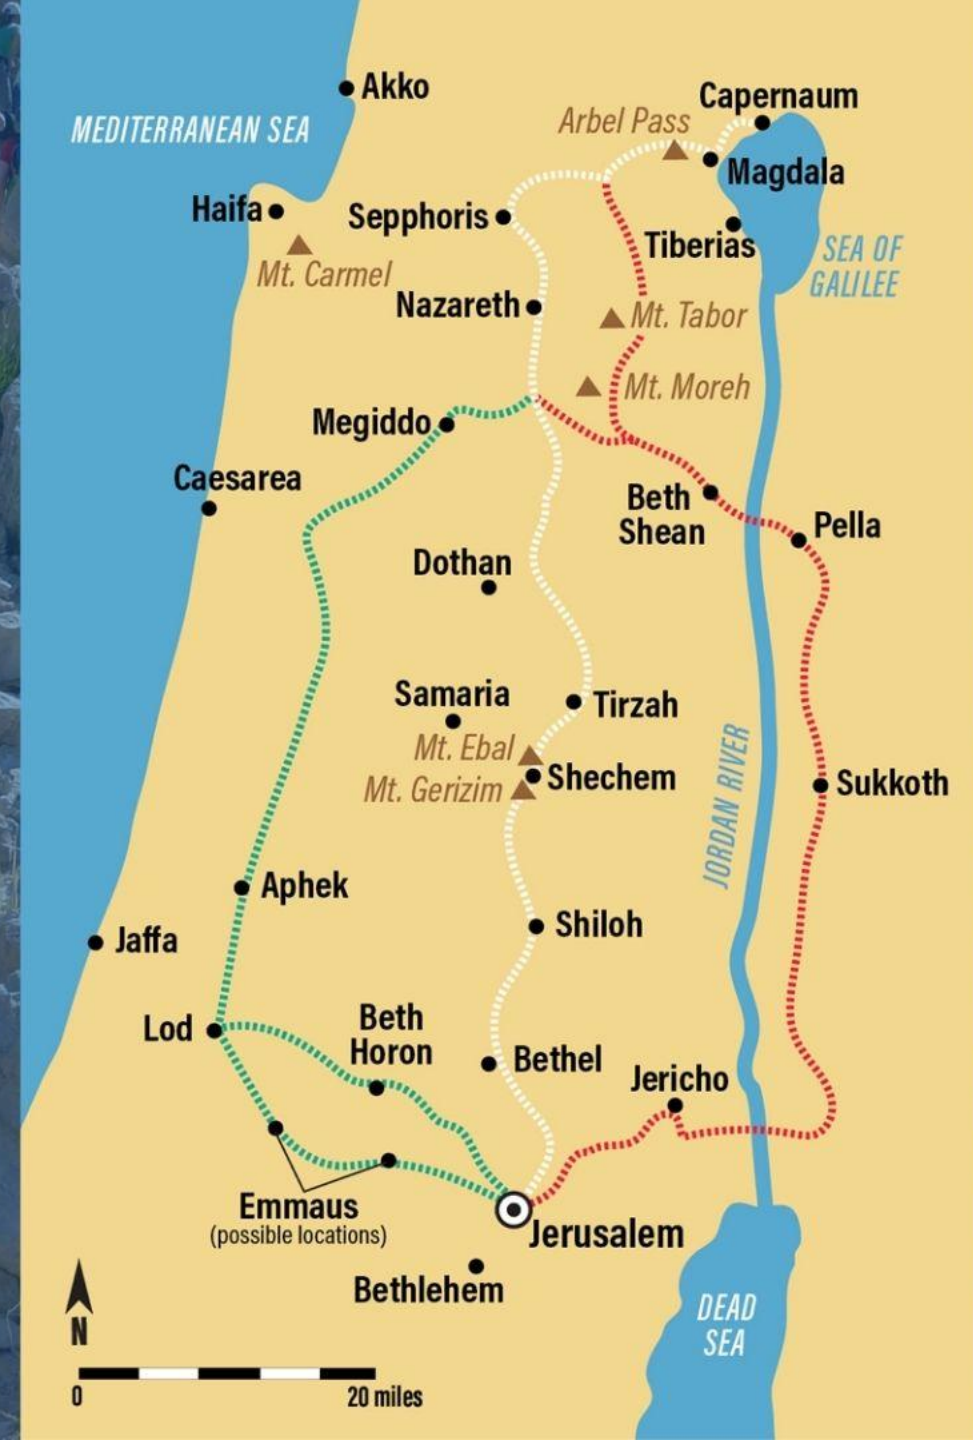 Akko
Capernaum
Arbel Pass
MEDITERRANEAN SEA
Magdala
Haifa
Sepphoris
Tiberias
SEA OF
GALILEE
Mt. Carmel
Nazareth
Mt. Tabor
Mt. Moreh
Megiddo
Caesarea
Beth
Shean
Pella
Dothan
Samaria
Tirzah
Mt. Ebal
Shechem
Mt. Gerizim
JORDAN RIVER
Sukkoth
Aphek
Shiloh
Jaffa
Lod
Beth
Horon
Bethel
Jericho
Emmaus
(possible locations)
Jerusalem
Bethlehem
DEAD
SEA
N
0 20 miles